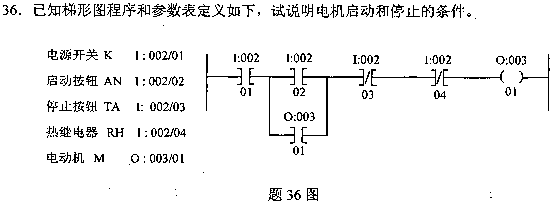 36. 已知梯形图程序和参数表定义如下，试说明电机启动和停止的条件。
电源开关 K I:002/01
启动按钮 AN I:002/02
停止按钮 TA I:002/03
热继电器 RH I:002/04
电动机 M O:003/01
I:002 I:002 I:002 I:002 O:003
01 02 03 04 01
O:003
01
题 36 图